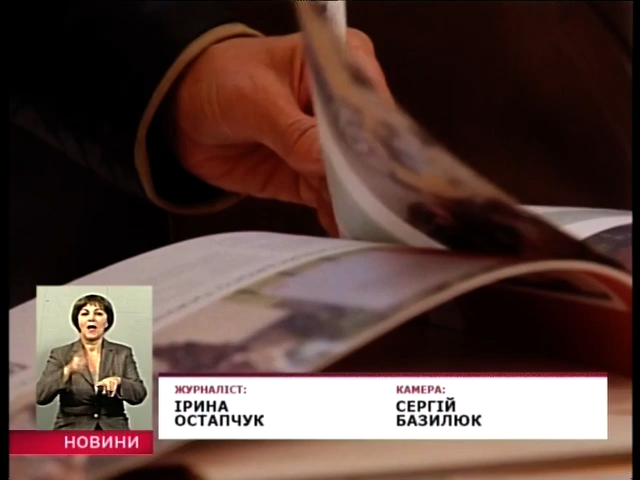 ЖУРНАЛІСТ:
ІРИНА
ОСТАПЧУК
КАМЕРА:
СЕРГІЙ
БАЗИЛЮК
НОВИНИ